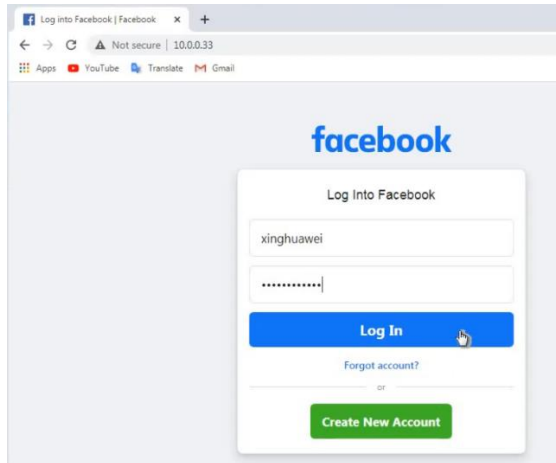 Log into Facebook | Facebook
Not secure | 10.0.0.33
Apps YouTube Translate Gmail
facebook
Log Into Facebook
xinghuawei
••••••••••••
Log In
Forgot account?
or
Create New Account